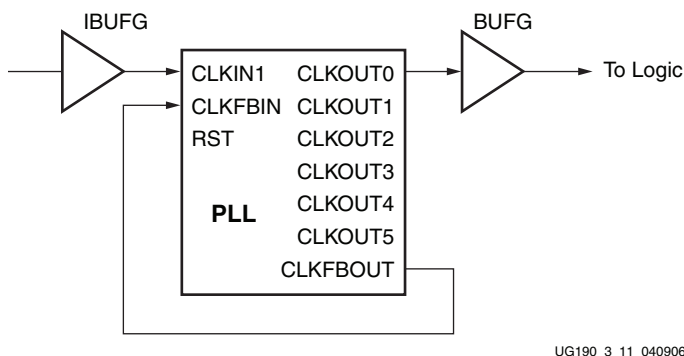 IBUFG
BUFG
CLKIN1 CLKOUT0
To Logic
CLKFBIN CLKOUT1
RST CLKOUT2
CLKOUT3
PLL
CLKOUT4
CLKOUT5
CLKFBOUT
UG190_3_11_040906